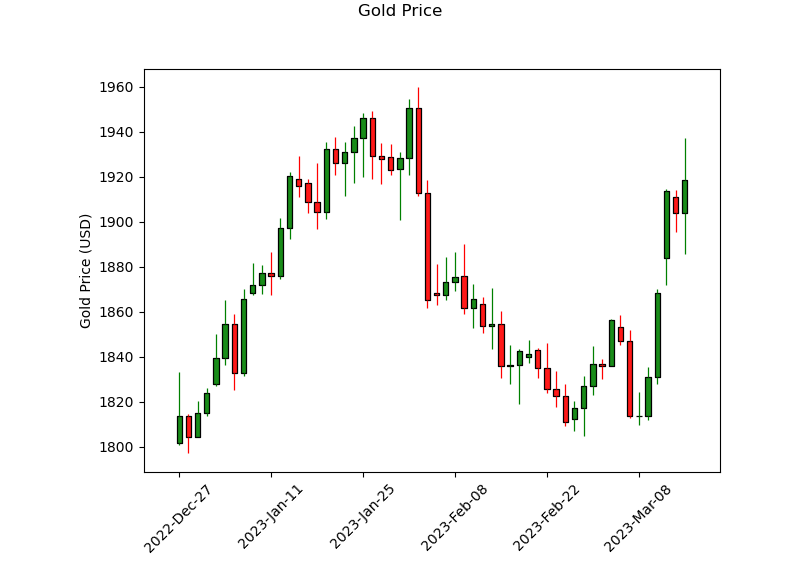 Gold Price
Gold Price (USD)
1960
1940
1920
1900
1880
1860
1840
1820
1800
2022-Dec-27
2023-Jan-11
2023-Jan-25
2023-Feb-08
2023-Feb-22
2023-Mar-08